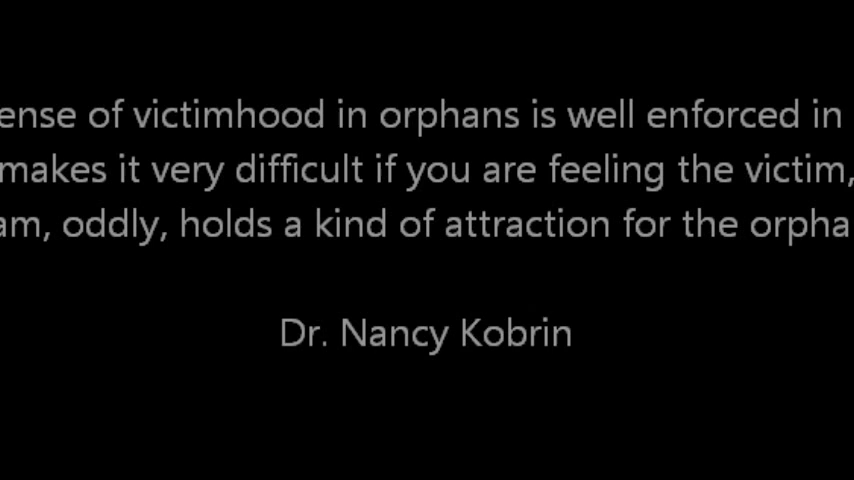 ense of victimhood in orphans is well enforced in
makes it very difficult if you are feeling the victim,
am, oddly, holds a kind of attraction for the orpha
Dr. Nancy Kobrin